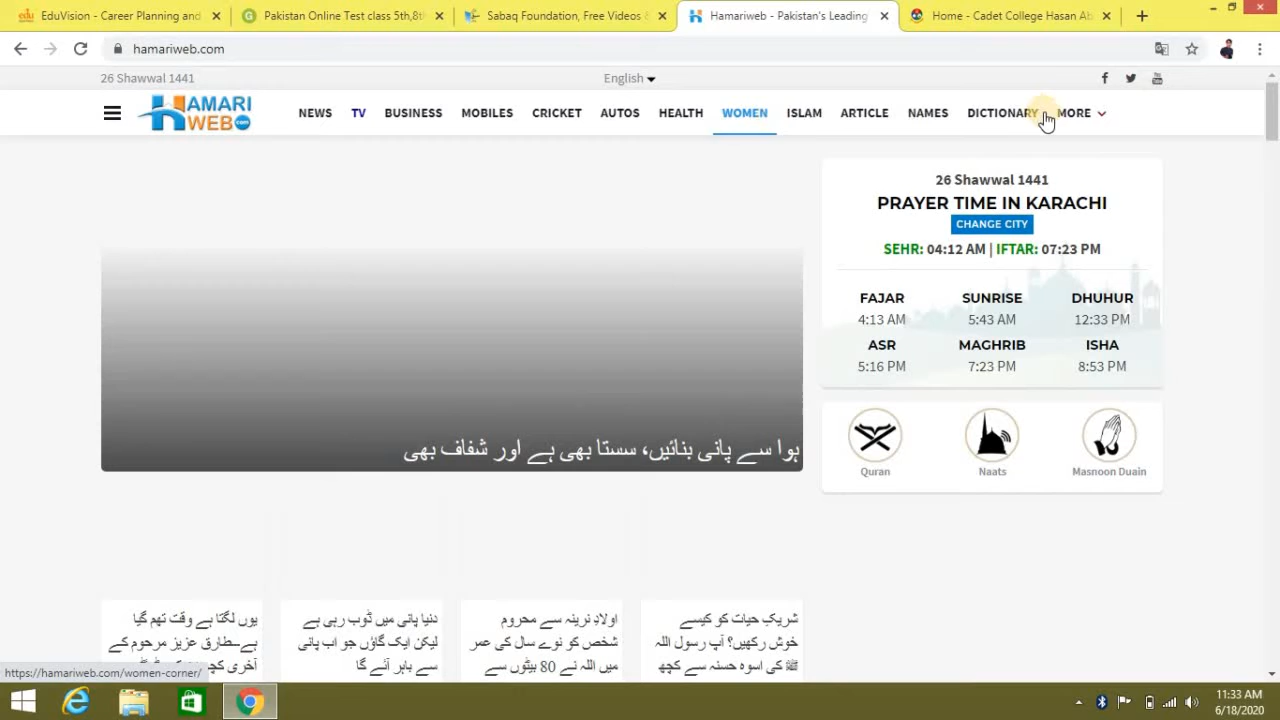 EduVision - Career Planning and
Pakistan Online Test class 5th,8th
Sabaq Foundation, Free Videos &
Hamariweb - Pakistan's Leading
Home - Cadet College Hasan Ab
hamariweb.com
26 Shawwal 1441
English
HAMARI WEB .com
NEWS TV BUSINESS MOBILES CRICKET AUTOS HEALTH WOMEN ISLAM ARTICLE NAMES DICTIONARY MORE
26 Shawwal 1441
PRAYER TIME IN KARACHI
CHANGE CITY
SEHR: 04:12 AM | IFTAR: 07:23 PM
FAJAR SUNRISE DHUHUR
4:13 AM 5:43 AM 12:33 PM
ASR MAGHRIB ISHA
5:16 PM 7:23 PM 8:53 PM
Quran Naats Masnoon Duain
ہوا سے پانی بنائیں، سستا بھی ہے اور شفاف بھی
شریکِ حیات کو کیسے
خوش رکھیں؟ آپ رسول اللہ
ﷺ کی اسوہ حسنہ سے کچھ
اولادِ نرینہ سے محروم
شخص کو نوے سال کی عمر
میں اللہ نے 80 بیٹوں سے
دنیا پانی میں ڈوب رہی ہے
لیکن ایک گاؤں جو اب پانی
سے باہر آئے گا
یوں لگتا ہے وقت تھم گیا
ہے۔۔طارق عزیز مرحوم کے
آخری
https://hamariweb.com/women-corner/
11:33 AM
6/18/2020